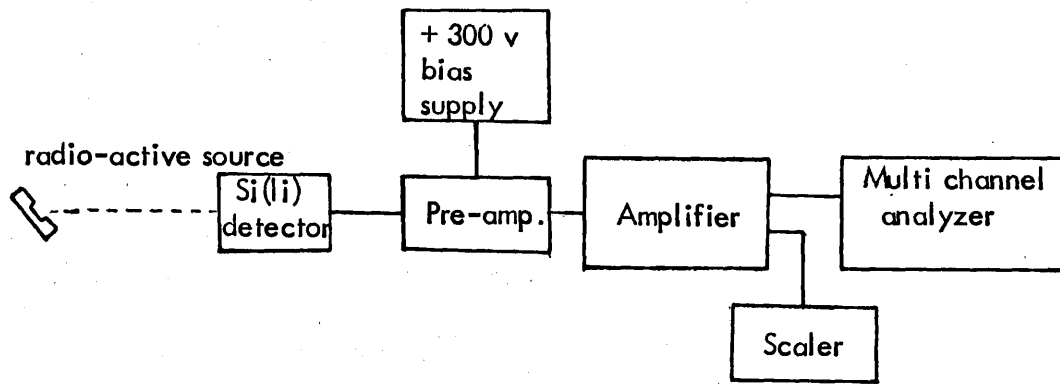 + 300 v
bias
supply
radio-active source
Si(li)
detector
Pre-amp.
Amplifier
Multi channel
analyzer
Scaler